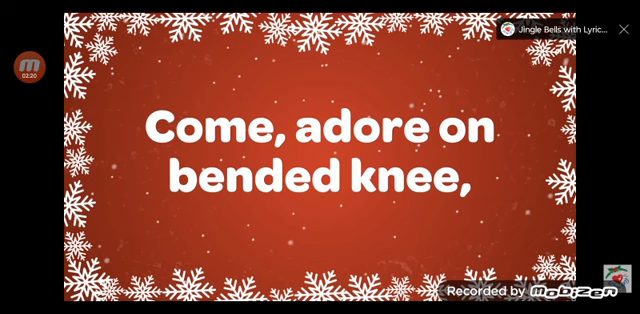 Jingle Bells with Lyric...
02:20
Come, adore on
bended knee,
Recorded by Mobizen